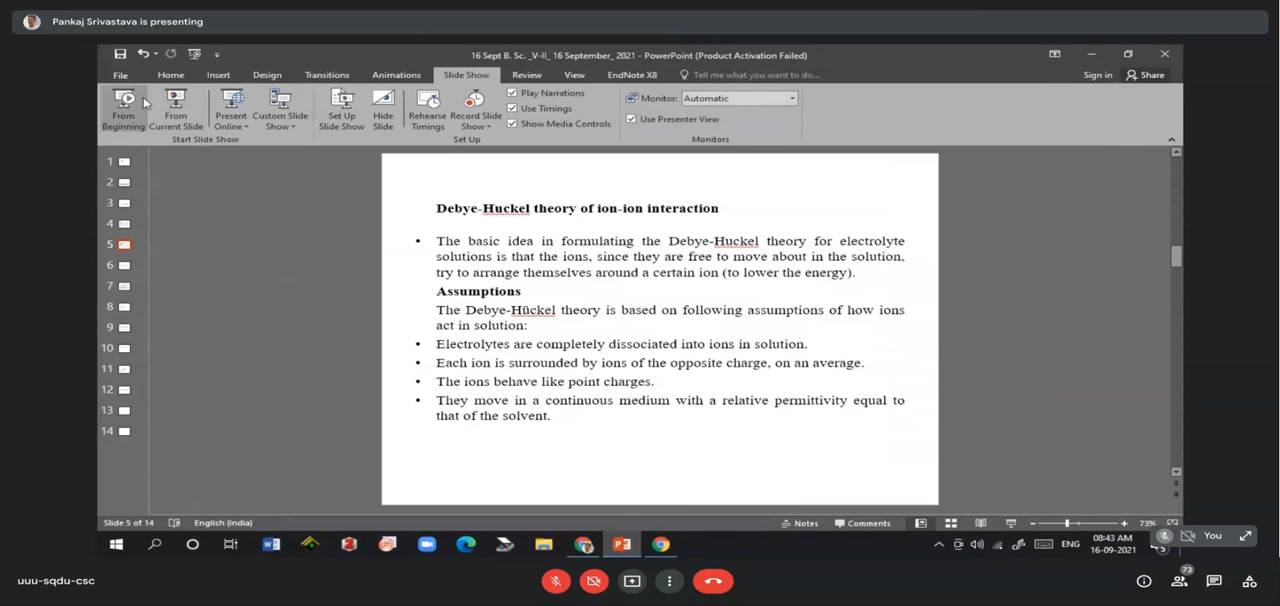 Pankaj Srivastava is presenting
16 Sept B. Sc. _V-II_ 16 September_ 2021 - PowerPoint (Product Activation Failed)
File Home Insert Design Transitions Animations Slide Show Review View EndNote X8 Tell me what you want to do... Sign in Share
From Beginning
From Current Slide
Present Online
Custom Slide Show
Set Up Slide Show
Hide Slide
Rehearse Timings
Record Slide Show
Play Narrations
Use Timings
Show Media Controls
Monitor: Automatic
Use Presenter View
Start Slide Show
Set Up
Monitors
1
2
3
4
5
6
7
8
9
10
11
12
13
14
Debye-Huckel theory of ion-ion interaction
• The basic idea in formulating the Debye-Huckel theory for electrolyte
solutions is that the ions, since they are free to move about in the solution,
try to arrange themselves around a certain ion (to lower the energy).
Assumptions
The Debye-Hückel theory is based on following assumptions of how ions
act in solution:
• Electrolytes are completely dissociated into ions in solution.
• Each ion is surrounded by ions of the opposite charge, on an average.
• The ions behave like point charges.
• They move in a continuous medium with a relative permittivity equal to
that of the solvent.
Slide 5 of 14 English (India) Notes Comments 73%
ENG 08:43 AM
16-09-2021
You
uuu-sqdu-csc
73